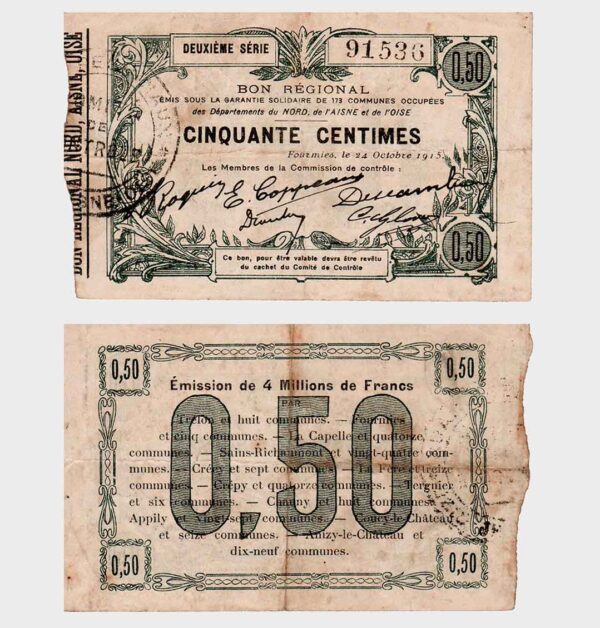 DEUXIÈME SÉRIE
91536
0,50
BON RÉGIONAL
ÉMIS SOUS LA GARANTIE SOLIDAIRE DE 173 COMMUNES OCCUPÉES
des Départements du NORD, de l'AISNE et de l'OISE
CINQUANTE CENTIMES
Fourmies, le 24 Octobre 1915
Les Membres de la Commission de contrôle :
E. Coppeaux
0,50
Ce bon, pour être valable devra être revêtu
du cachet du Comité de Contrôle
BON RÉGIONAL NORD, AISNE, OISE
0,50
0,50
Émission de 4 Millions de Francs
PAR
0,50
Trélon et huit communes. — Fourmies
et cinq communes. — La Capelle et quatorze
communes. — Sains-Richaumont et vingt-quatre com-
munes. — Crécy et sept communes. — La Fère et treize
communes. — Crépy et quatorze communes. — Tergnier
et six communes. — Chauny et huit communes.
Appily et vingt-sept communes. — Coucy-le-Château
et seize communes. — Anizy-le-Château et
dix-neuf communes.
0,50
0,50